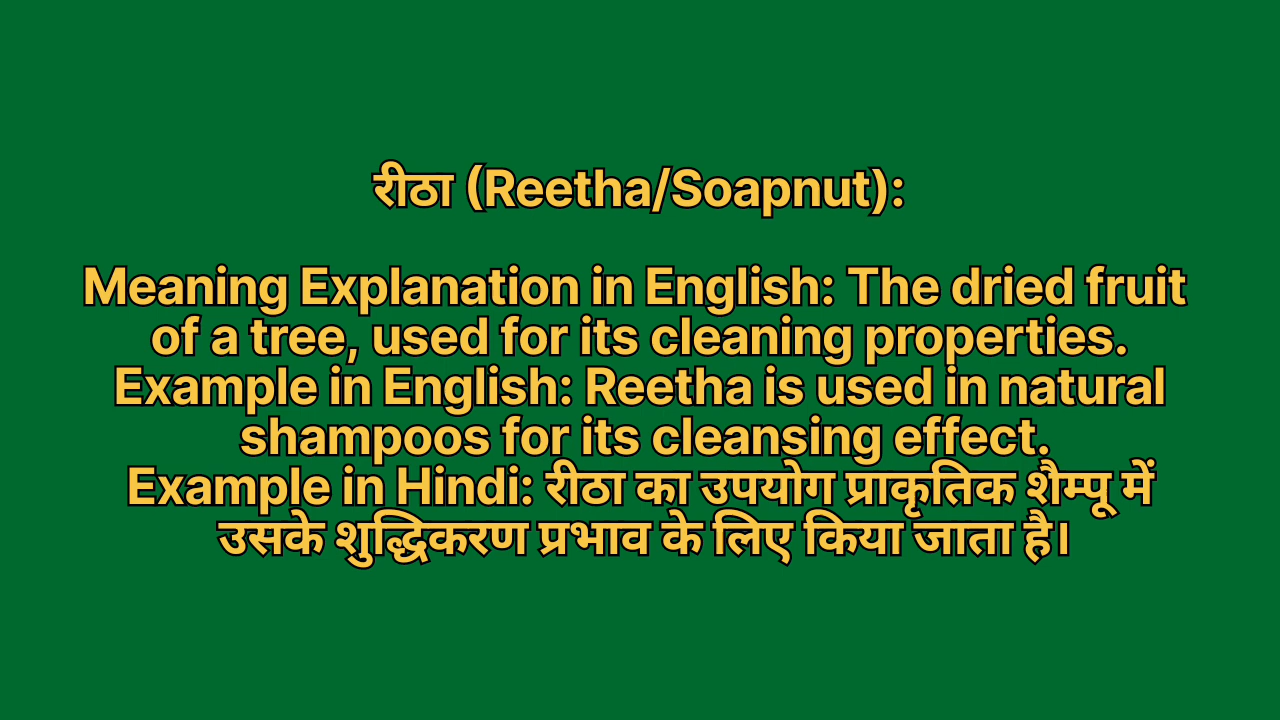 रीठा (Reetha/Soapnut):
Meaning Explanation in English: The dried fruit
of a tree, used for its cleaning properties.
Example in English: Reetha is used in natural
shampoos for its cleansing effect.
Example in Hindi: रीठा का उपयोग प्राकृतिक शैम्पू में
उसके शुद्धिकरण प्रभाव के लिए किया जाता है।